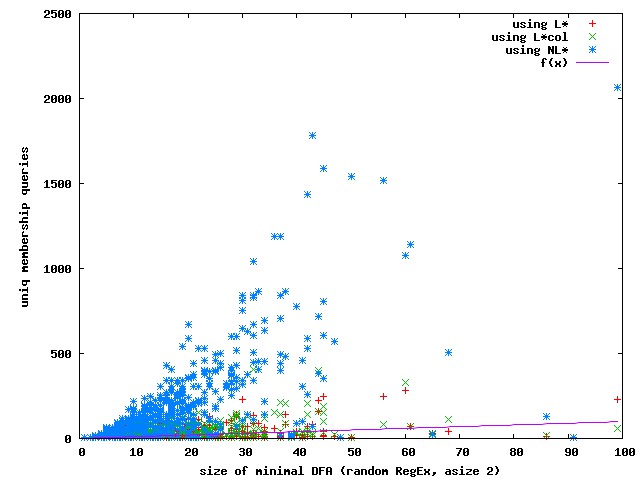 2500
2000
1500
1000
500
0
uniq membership queries
using L*
using L*col
using NL*
f(x)
0 10 20 30 40 50 60 70 80 90 100
size of minimal DFA (random RegEx, asize 2)